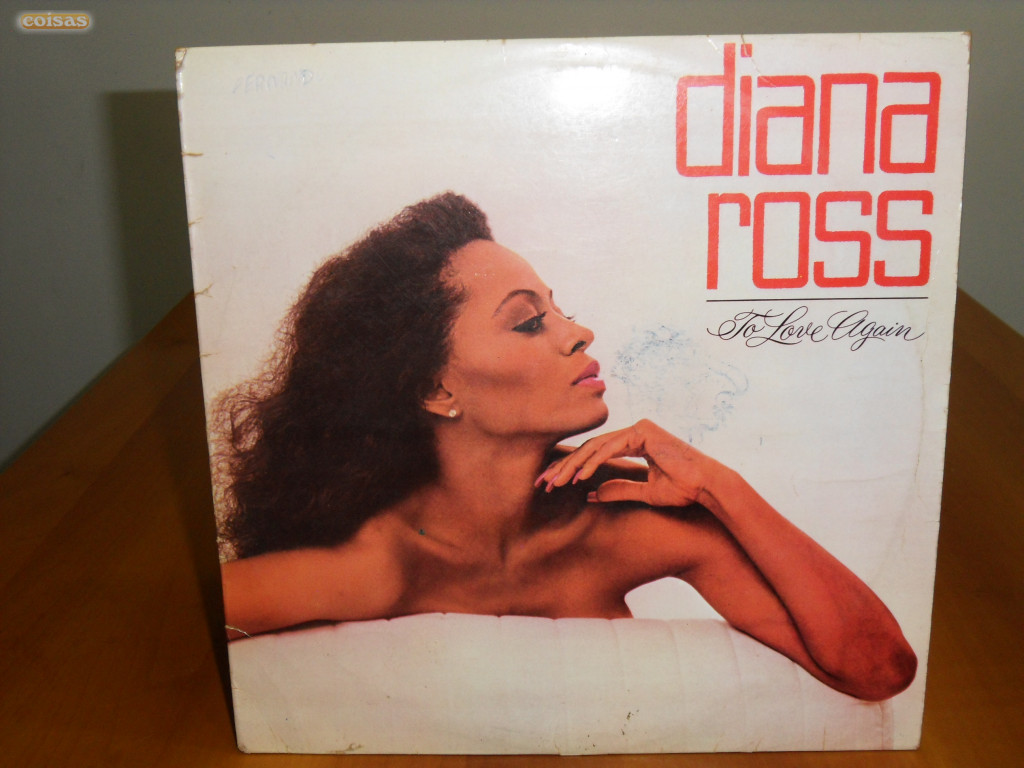 coisas
diana
ross
To Love Again